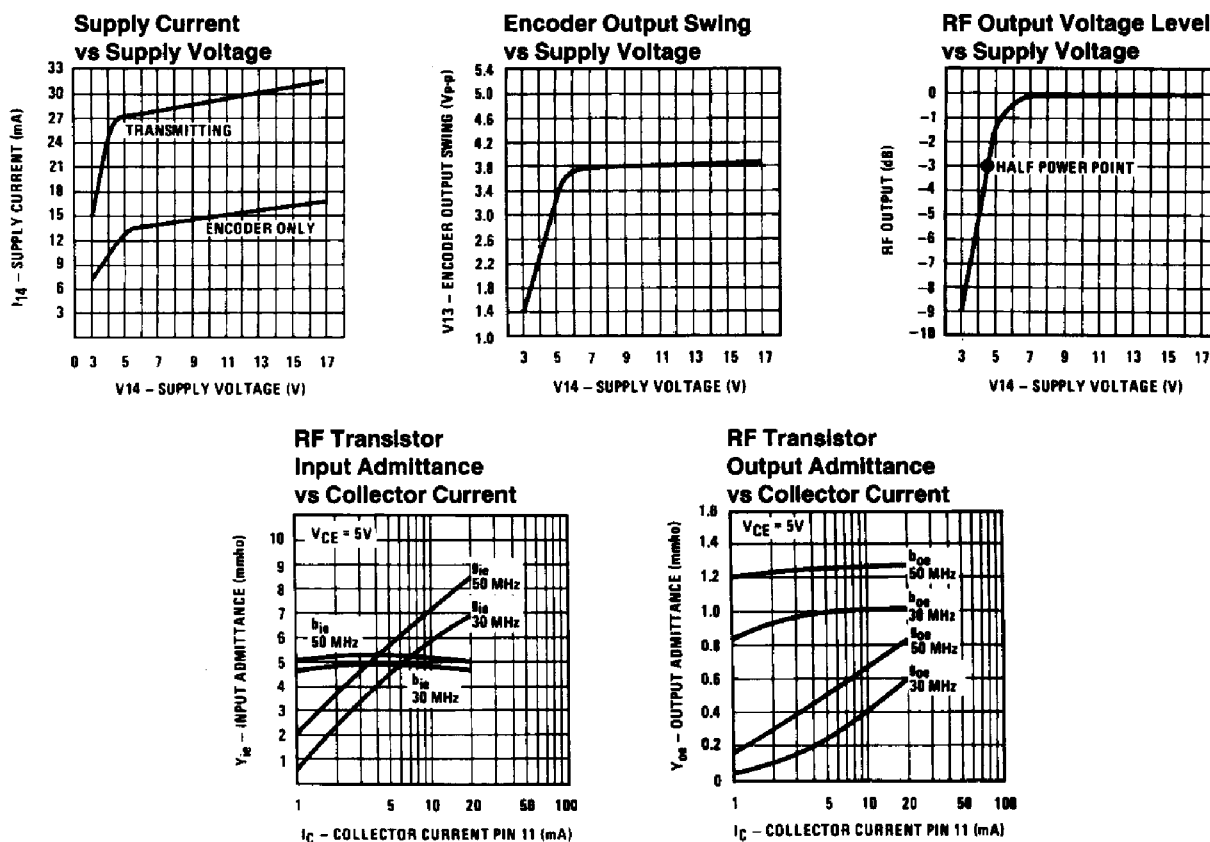 Supply Current
vs Supply Voltage
33
30
27
24
21
18
15
12
9
6
3
I14 – SUPPLY CURRENT (mA)
TRANSMITTING
ENCODER ONLY
0 3 5 7 9 11 13 15 17
V14 – SUPPLY VOLTAGE (V)
Encoder Output Swing
vs Supply Voltage
5.4
5.0
4.6
4.2
3.8
3.4
3.0
2.6
2.2
1.8
1.4
1.0
V13 – ENCODER OUTPUT SWING (Vp-p)
3 5 7 9 11 13 15 17
V14 – SUPPLY VOLTAGE (V)
RF Output Voltage Level
vs Supply Voltage
0
–1
–2
–3
–4
–5
–6
–7
–8
–9
–10
RF OUTPUT (dB)
HALF POWER POINT
3 5 7 9 11 13 15 17
V14 – SUPPLY VOLTAGE (V)
RF Transistor
Input Admittance
vs Collector Current
10
9
8
7
6
5
4
3
2
1
Yie – INPUT ADMITTANCE (mmho)
VCE = 5V
gie
50 MHz
gie
30 MHz
bie
50 MHz
bie
30 MHz
1 5 10 20 50 100
IC – COLLECTOR CURRENT PIN 11 (mA)
RF Transistor
Output Admittance
vs Collector Current
1.6
1.4
1.2
1.0
0.8
0.6
0.4
0.2
0
Yoe – OUTPUT ADMITTANCE (mmho)
VCE = 5V
boe
50 MHz
boe
30 MHz
goe
50 MHz
goe
30 MHz
1 5 10 20 50 100
IC – COLLECTOR CURRENT PIN 11 (mA)